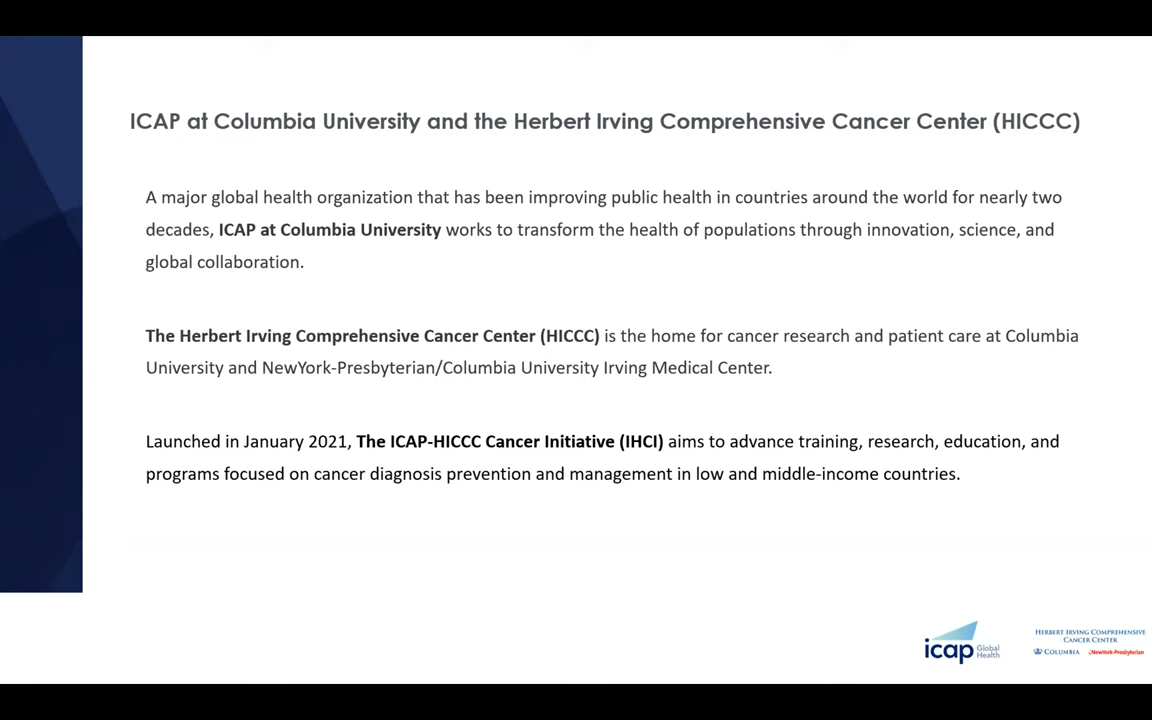 ICAP at Columbia University and the Herbert Irving Comprehensive Cancer Center (HICCC)
A major global health organization that has been improving public health in countries around the world for nearly two
decades, ICAP at Columbia University works to transform the health of populations through innovation, science, and
global collaboration.
The Herbert Irving Comprehensive Cancer Center (HICCC) is the home for cancer research and patient care at Columbia
University and NewYork-Presbyterian/Columbia University Irving Medical Center.
Launched in January 2021, The ICAP-HICCC Cancer Initiative (IHCI) aims to advance training, research, education, and
programs focused on cancer diagnosis prevention and management in low and middle-income countries.
icap Global
Health
HERBERT IRVING COMPREHENSIVE
CANCER CENTER
COLUMBIA NewYork-Presbyterian